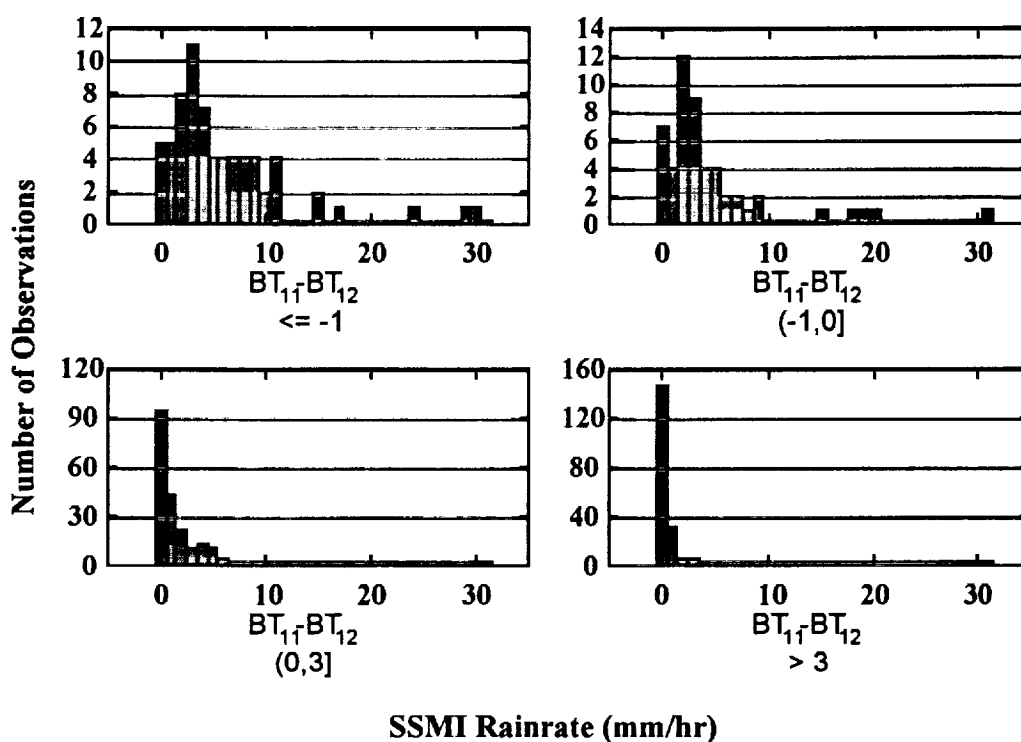 Number of Observations
12
10
8
6
4
2
0
0 10 20 30
BT11-BT12
<= -1
14
12
10
8
6
4
2
0
0 10 20 30
BT11-BT12
(-1,0]
120
90
60
30
0
0 10 20 30
BT11-BT12
(0,3]
160
120
80
40
0
0 10 20 30
BT11-BT12
> 3
SSMI Rainrate (mm/hr)